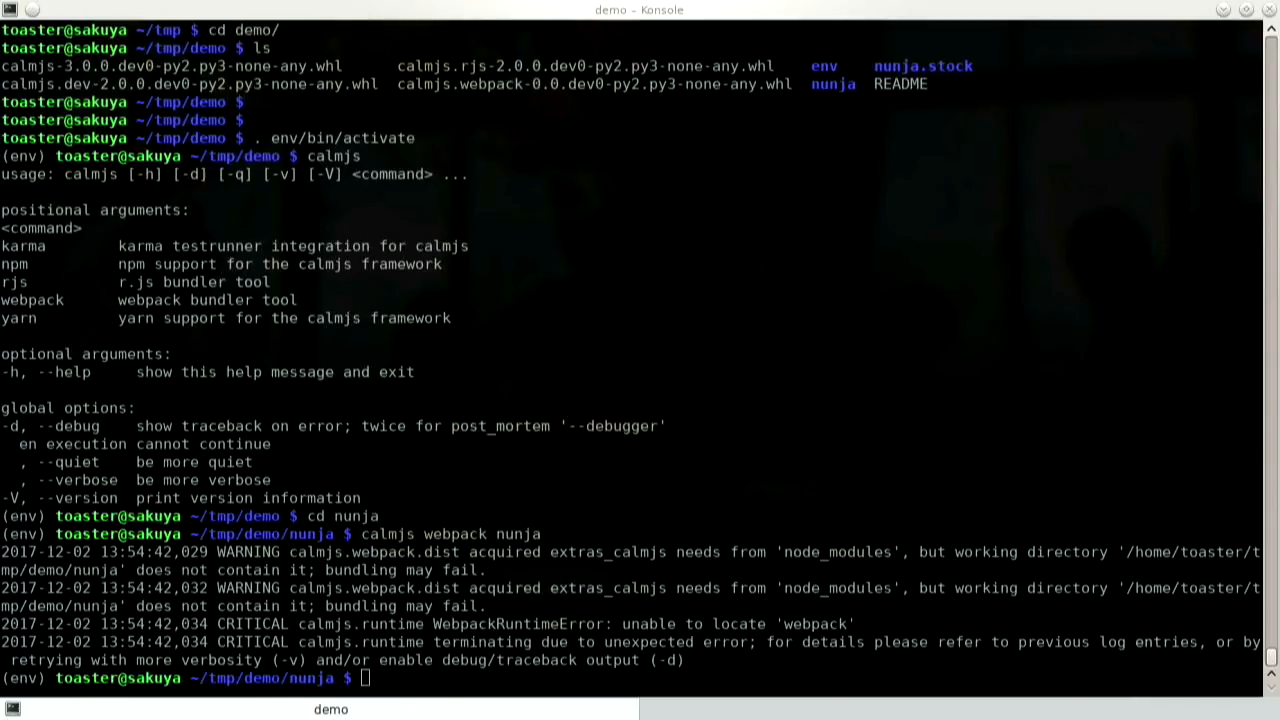 demo – Konsole
toaster@sakuya ~/tmp $ cd demo/
toaster@sakuya ~/tmp/demo $ ls
calmjs-3.0.0.dev0-py2.py3-none-any.whl calmjs.rjs-2.0.0.dev0-py2.py3-none-any.whl env nunja.stock
calmjs.dev-2.0.0.dev0-py2.py3-none-any.whl calmjs.webpack-0.0.dev0-py2.py3-none-any.whl nunja README
toaster@sakuya ~/tmp/demo $
toaster@sakuya ~/tmp/demo $
toaster@sakuya ~/tmp/demo $ . env/bin/activate
(env) toaster@sakuya ~/tmp/demo $ calmjs
usage: calmjs [-h] [-d] [-q] [-v] [-V] <command> ...
positional arguments:
<command>
karma karma testrunner integration for calmjs
npm npm support for the calmjs framework
rjs r.js bundler tool
webpack webpack bundler tool
yarn yarn support for the calmjs framework
optional arguments:
-h, --help show this help message and exit
global options:
-d, --debug show traceback on error; twice for post_mortem '--debugger'
en execution cannot continue
, --quiet be more quiet
, --verbose be more verbose
-V, --version print version information
(env) toaster@sakuya ~/tmp/demo $ cd nunja
(env) toaster@sakuya ~/tmp/demo/nunja $ calmjs webpack nunja
2017-12-02 13:54:42,029 WARNING calmjs.webpack.dist acquired extras_calmjs needs from 'node_modules', but working directory '/home/toaster/t
mp/demo/nunja' does not contain it; bundling may fail.
2017-12-02 13:54:42,032 WARNING calmjs.webpack.dist acquired extras_calmjs needs from 'node_modules', but working directory '/home/toaster/t
mp/demo/nunja' does not contain it; bundling may fail.
2017-12-02 13:54:42,034 CRITICAL calmjs.runtime WebpackRuntimeError: unable to locate 'webpack'
2017-12-02 13:54:42,034 CRITICAL calmjs.runtime terminating due to unexpected error; for details please refer to previous log entries, or by
retrying with more verbosity (-v) and/or enable debug/traceback output (-d)
(env) toaster@sakuya ~/tmp/demo/nunja $
demo